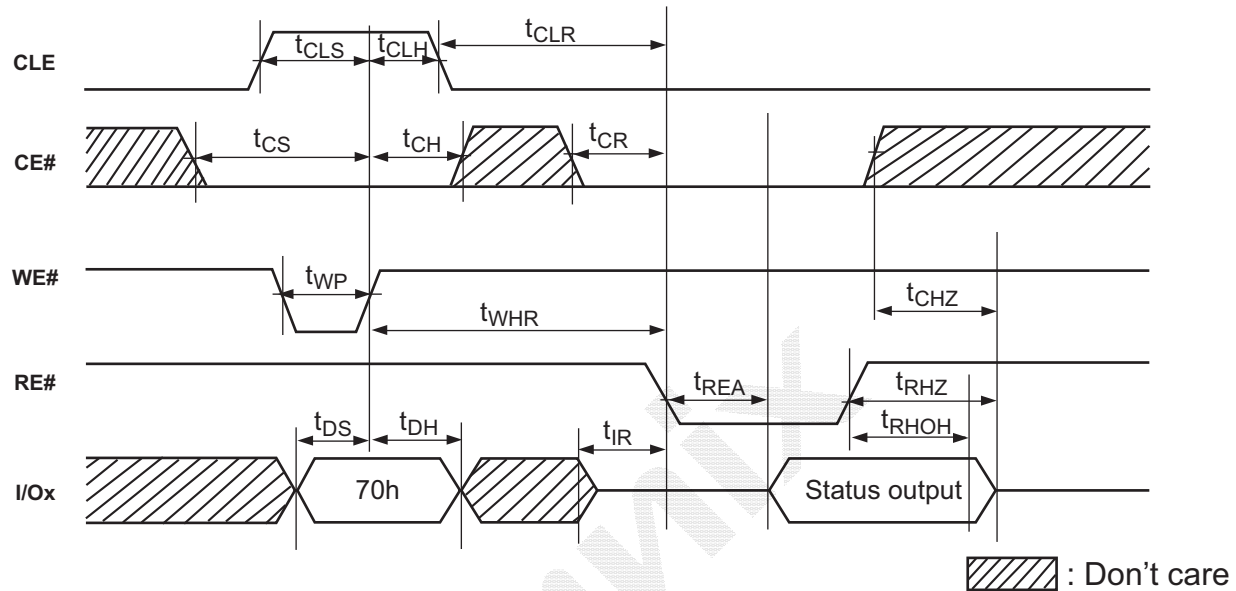 tCLS tCLH tCLR
CLE
tCS tCH tCR
CE#
WE# tWP
tWHR
tCHZ
RE#
tREA tRHZ
tDS tDH tIR tRHOH
I/Ox 70h Status output
: Don't care